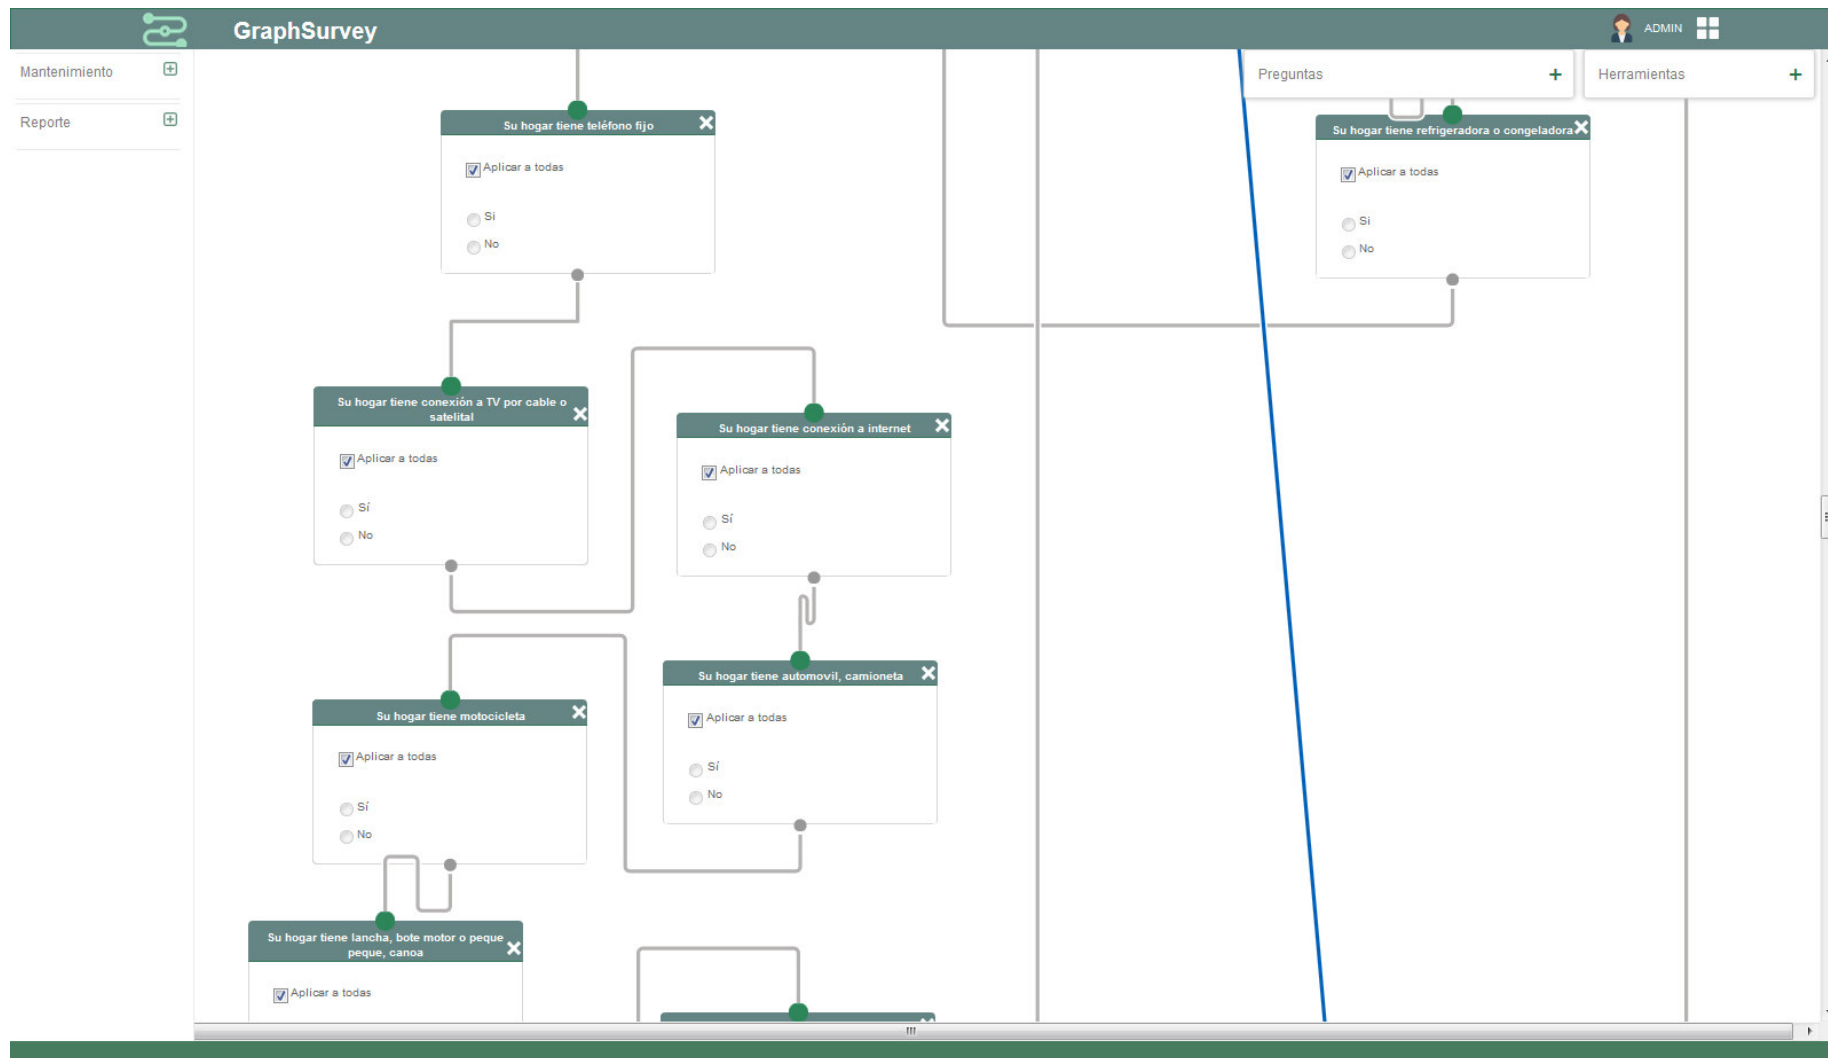 GraphSurvey
ADMIN
Mantenimiento
Reporte
Preguntas
Herramientas
Su hogar tiene teléfono fijo
Aplicar a todas
Si
No
Su hogar tiene refrigeradora o congeladora
Aplicar a todas
Si
No
Su hogar tiene conexión a TV por cable o
satelital
Aplicar a todas
Sí
No
Su hogar tiene conexión a internet
Aplicar a todas
Sí
No
Su hogar tiene automovil, camioneta
Aplicar a todas
Sí
No
Su hogar tiene motocicleta
Aplicar a todas
Sí
No
Su hogar tiene lancha, bote motor o peque
peque, canoa
Aplicar a todas